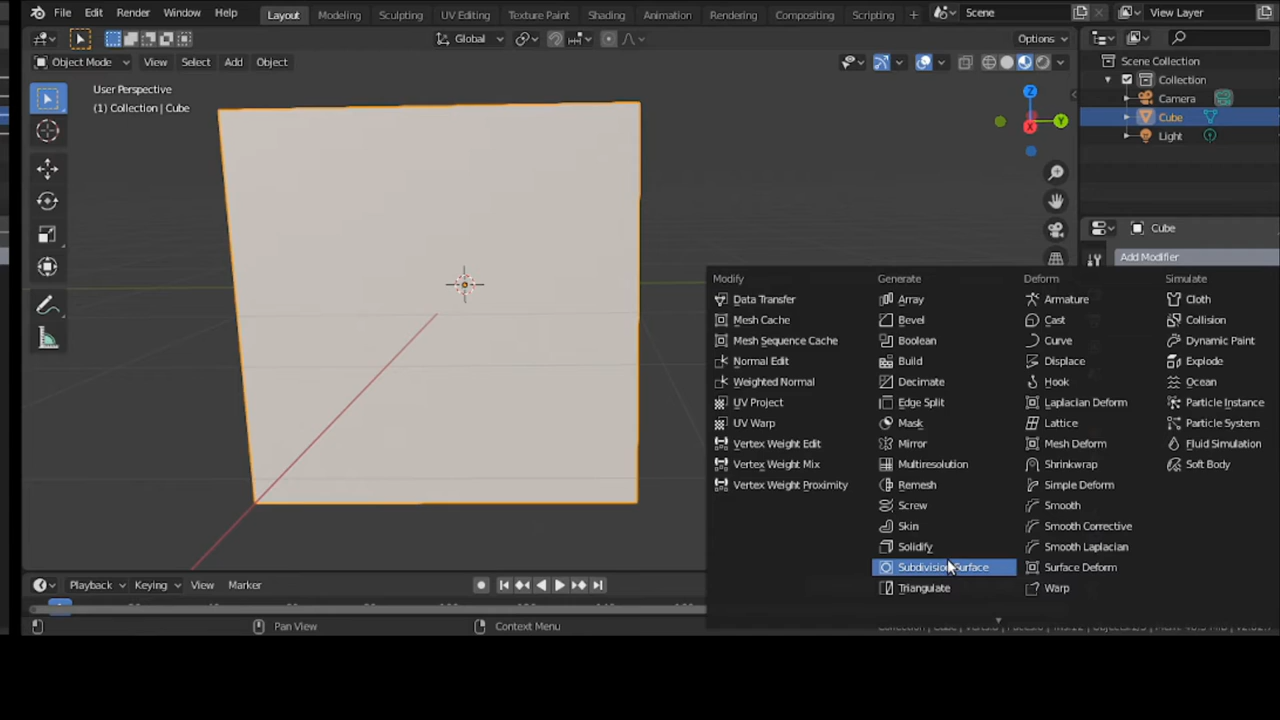 File Edit Render Window Help Layout Modeling Sculpting UV Editing Texture Paint Shading Animation Rendering Compositing Scripting + Scene View Layer
Global Options
Object Mode View Select Add Object
User Perspective
(1) Collection | Cube
Scene Collection
Collection
Camera
Cube
Light
Z
Y
X
Cube
Add Modifier
Modify Generate Deform Simulate
Data Transfer Array Armature Cloth
Mesh Cache Bevel Cast Collision
Mesh Sequence Cache Boolean Curve Dynamic Paint
Normal Edit Build Displace Explode
Weighted Normal Decimate Hook Ocean
UV Project Edge Split Laplacian Deform Particle Instance
UV Warp Mask Lattice Particle System
Vertex Weight Edit Mirror Mesh Deform Fluid Simulation
Vertex Weight Mix Multiresolution Shrinkwrap Soft Body
Vertex Weight Proximity Remesh Simple Deform
Screw Smooth
Skin Smooth Corrective
Solidify Smooth Laplacian
Subdivision Surface Surface Deform
Triangulate Warp
Playback Keying View Marker
Pan View Context Menu